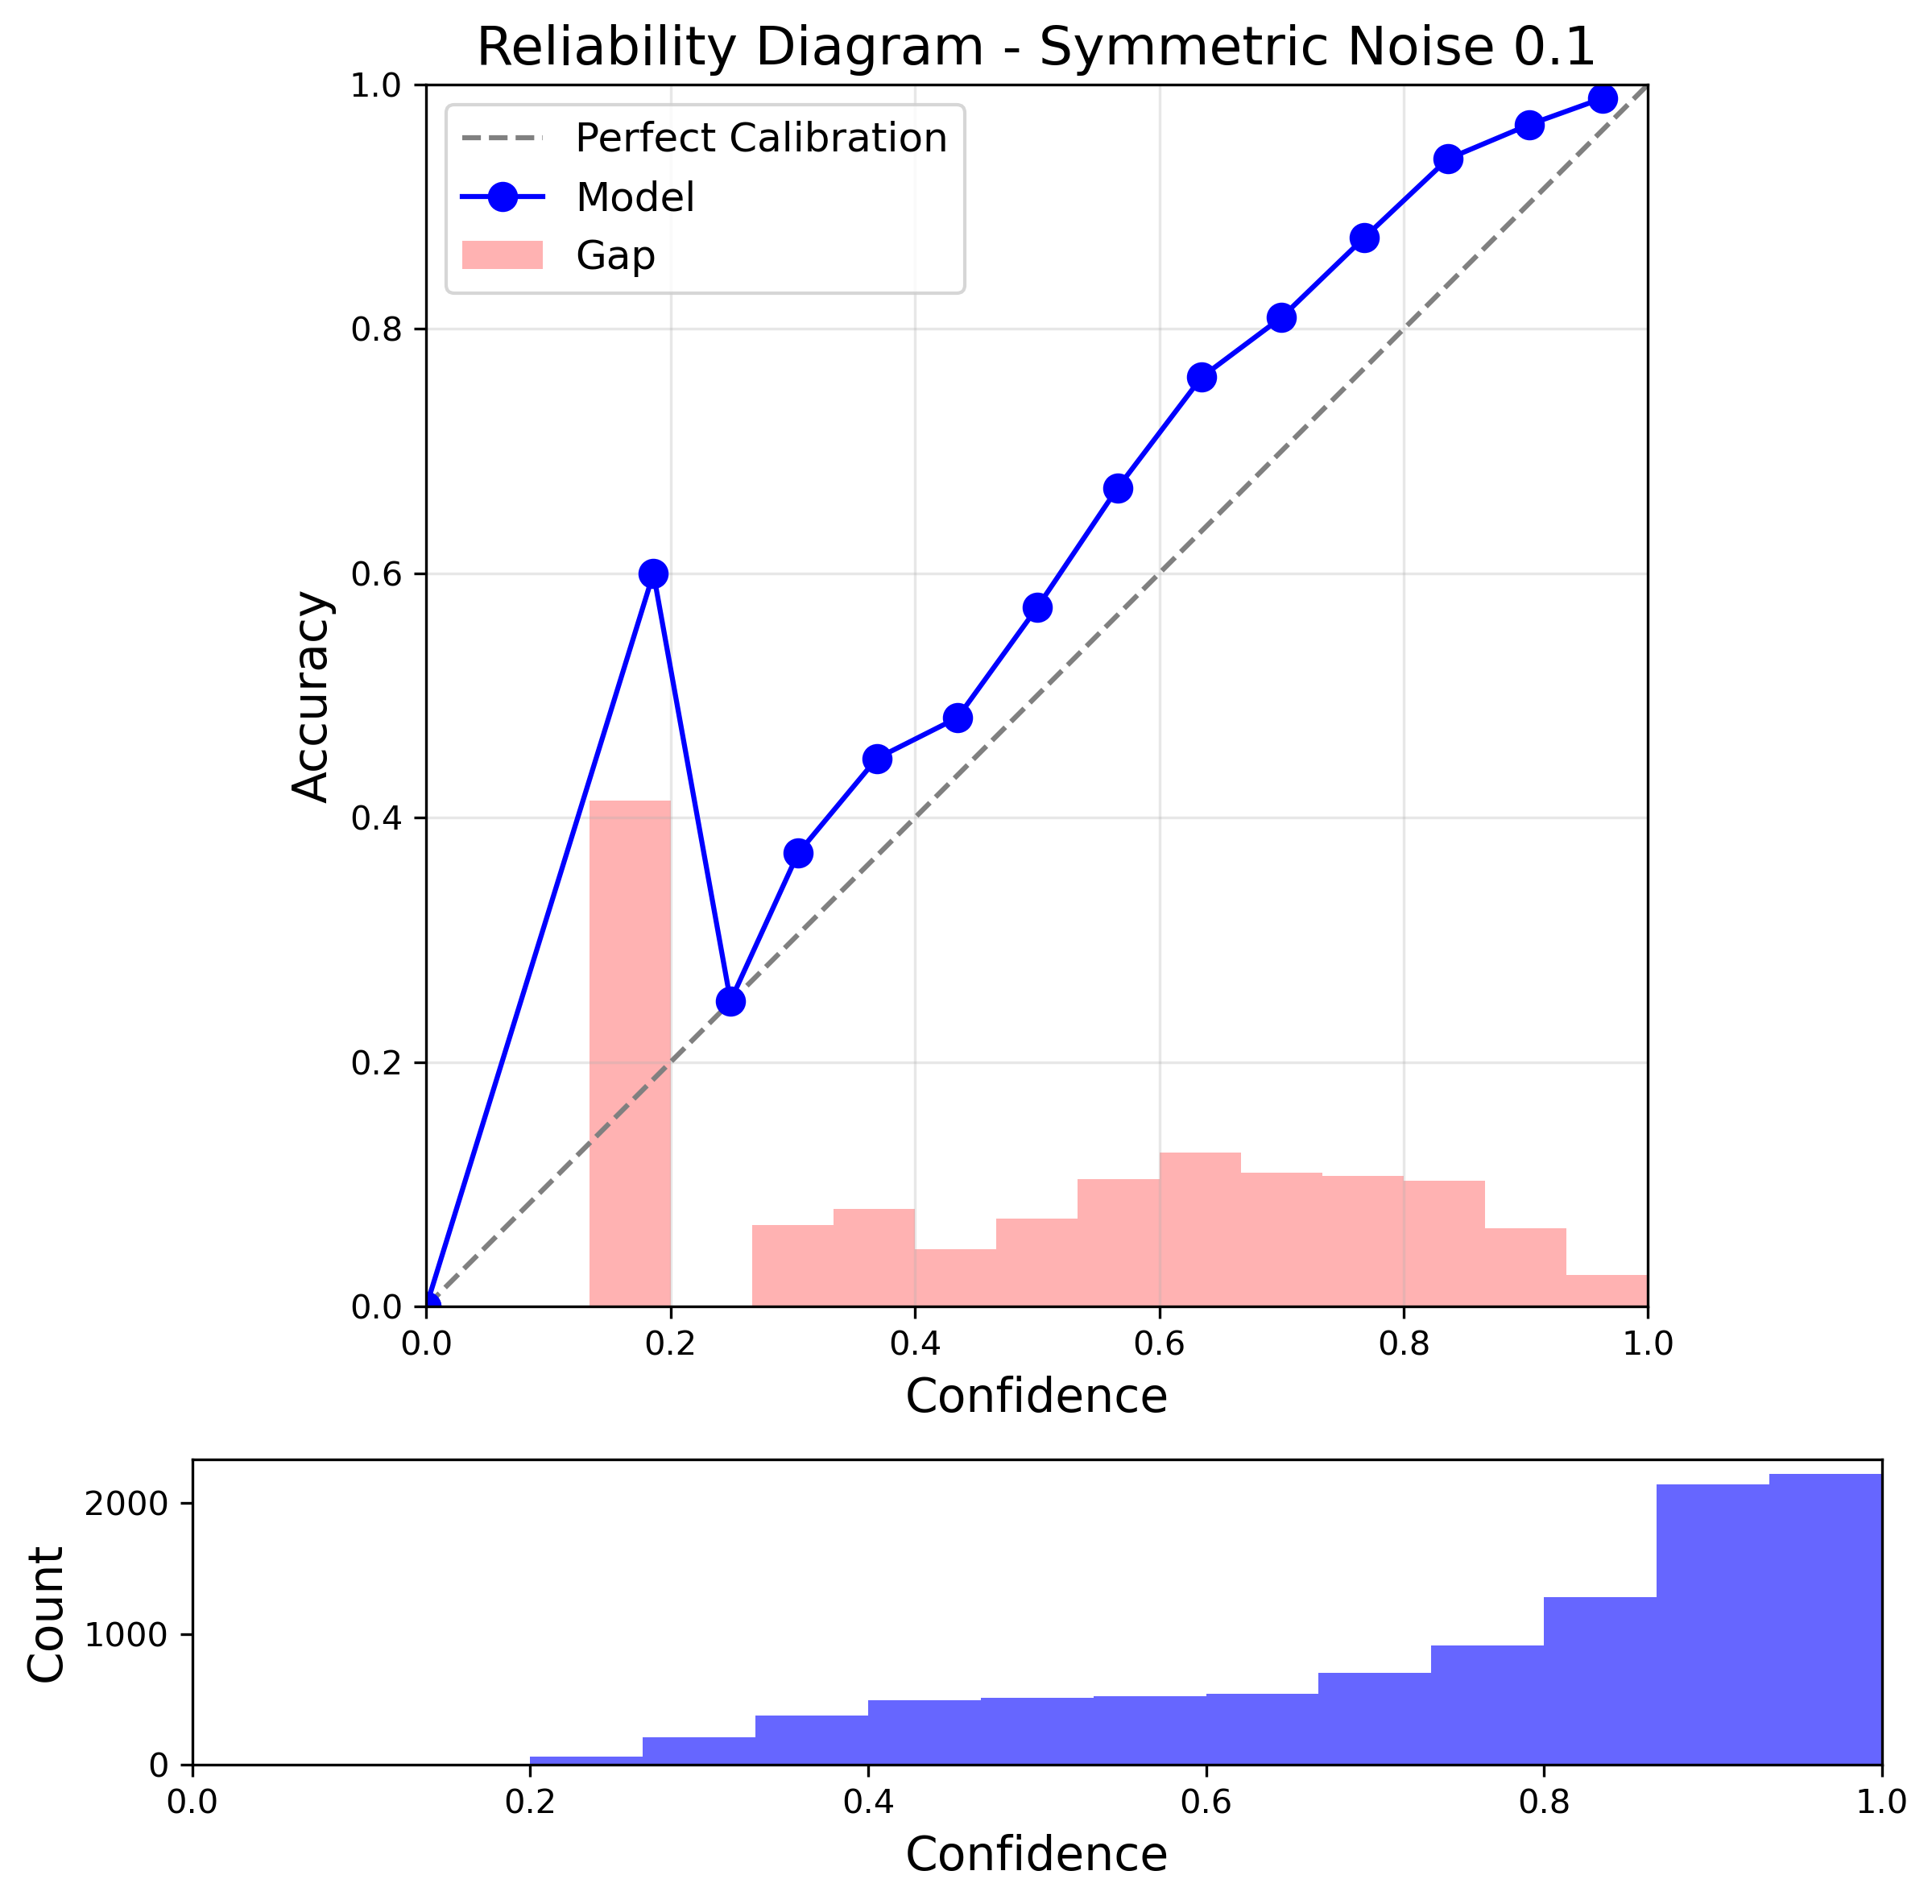 Reliability Diagram - Symmetric Noise 0.1
Perfect Calibration
Model
Gap
1.0
0.8
0.6
0.4
0.2
0.0
Accuracy
0.0 0.2 0.4 0.6 0.8 1.0
Confidence
2000
1000
0
Count
0.0 0.2 0.4 0.6 0.8 1.0
Confidence